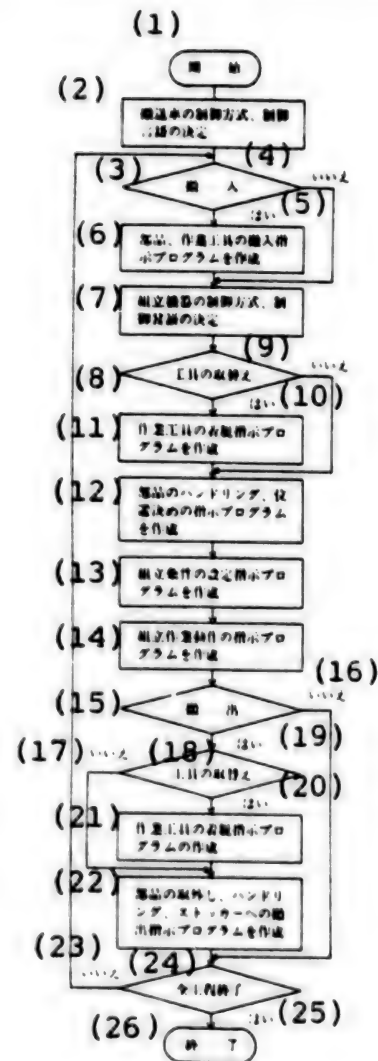 (1)
開始
(2)
搬送車の制御方式、制御
言語の決定
(3)
(4)
搬入
いいえ
(5)
はい
(6)
部品、作業工具の搬入指
示プログラムを作成
(7)
組立機器の制御方式、制
御言語の決定
(9)
(8)
工具の取替え
いいえ
(10)
はい
(11)
作業工具の
指示プロ
グラムを作成
(12)
部品のハンドリング、位
置決めの指示プログラム
を作成
(13)
組立条件の設定指示プロ
グラムを作成
(14)
組立作業動作の指示プロ
グラムを作成
(16)
(15)
搬出
いいえ
(17)
いいえ
(18)
はい
(19)
工具の取替え
(20)
はい
(21)
作業工具の
指示プロ
グラムの作成
(22)
部品の取外し、ハンドリ
ング、ストッカーへの搬
出指示プログラムを作成
(23)
いいえ
(24)
全工程終了
(25)
はい
(26)
終了